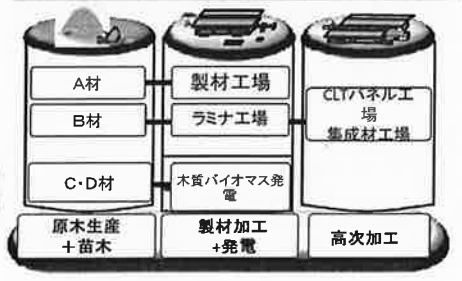 A材
製材工場
B材
ラミナ工場
CLTパネル工
場
集成材工場
C・D材
木質バイオマス発
電
原木生産
＋苗木
製材加工
+発電
高次加工